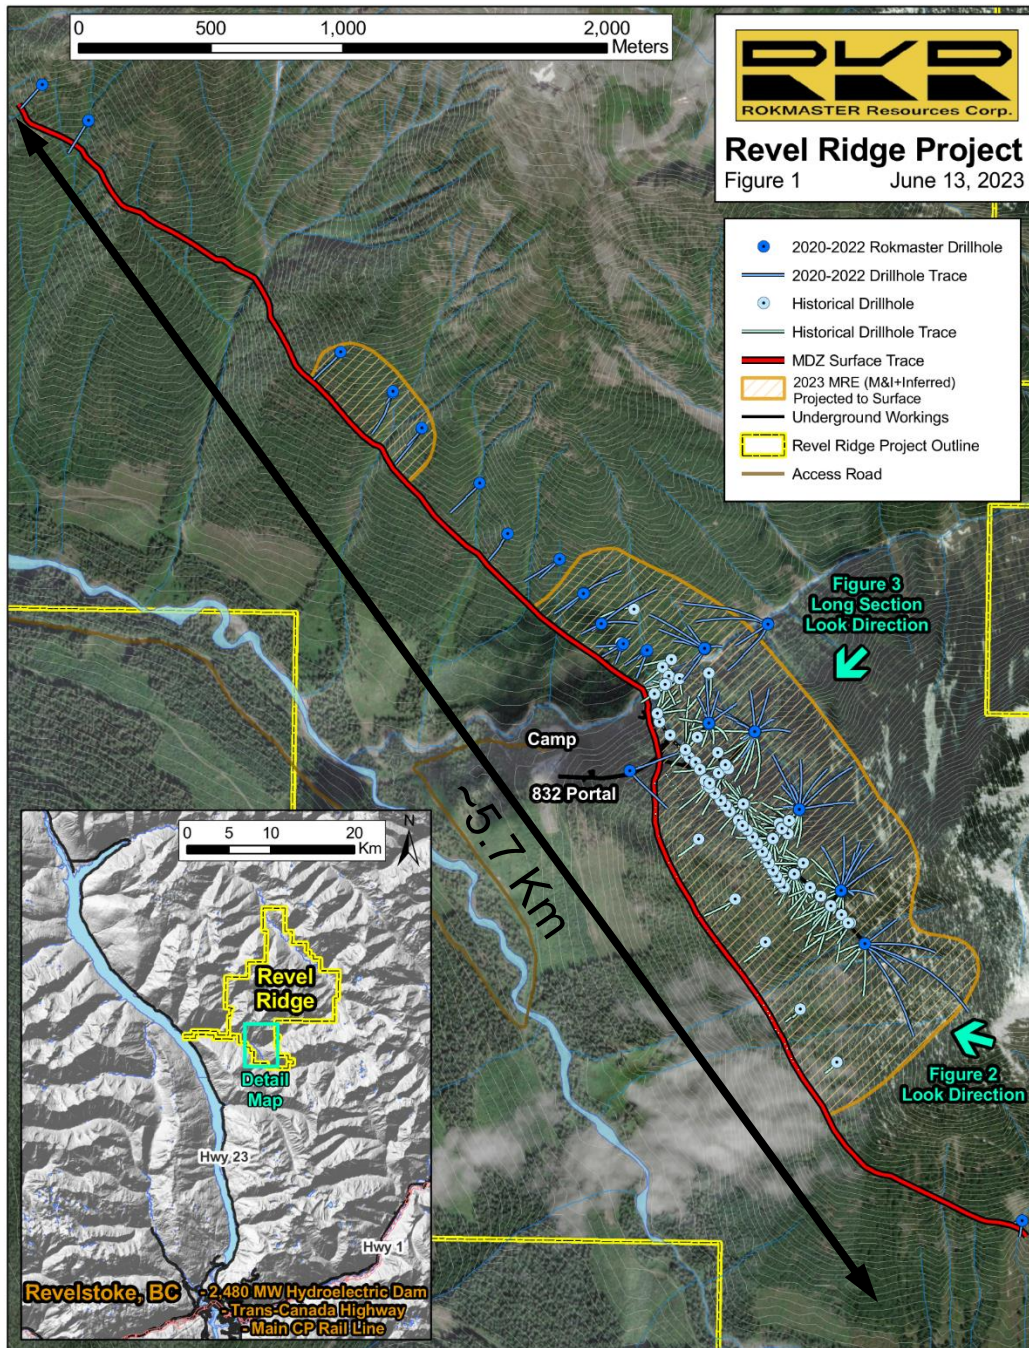 0 500 1,000 2,000
Meters
ROKMASTER Resources Corp.
Revel Ridge Project
Figure 1 June 13, 2023
2020-2022 Rokmaster Drillhole
2020-2022 Drillhole Trace
Historical Drillhole
Historical Drillhole Trace
MDZ Surface Trace
2023 MRE (M&I+Inferred)
Projected to Surface
Underground Workings
Revel Ridge Project Outline
Access Road
Figure 3
Long Section
Look Direction
Camp
832 Portal
~5.7 Km
Figure 2
Look Direction
0 5 10 20
Km
N
Revel
Ridge
Detail
Map
Hwy 23
Hwy 1
Revelstoke, BC
- 2,480 MW Hydroelectric Dam
- Trans-Canada Highway
- Main CP Rail Line